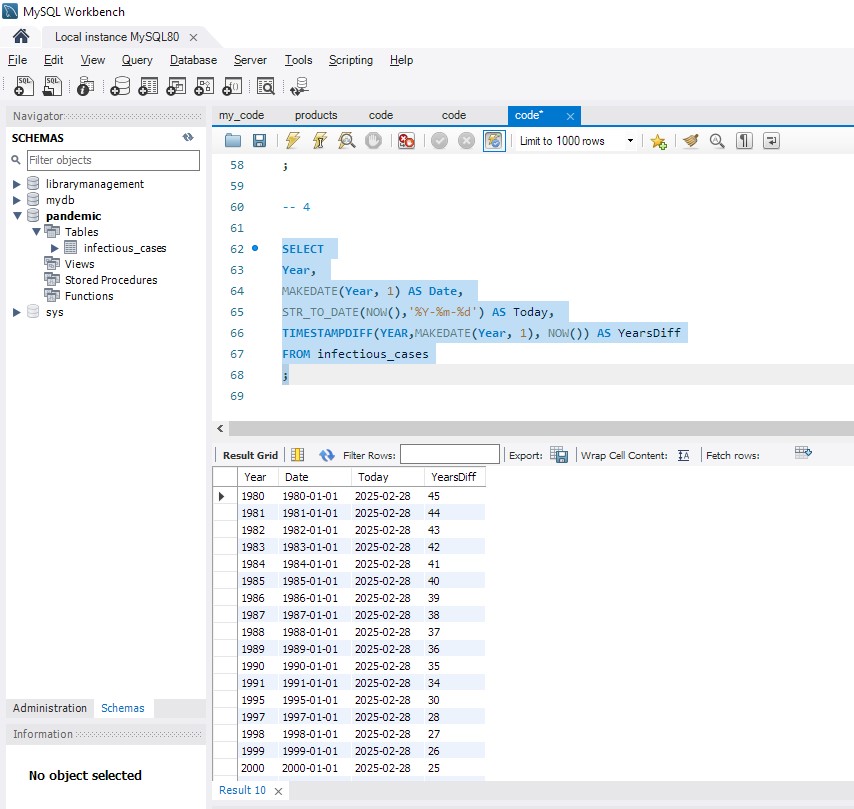 MySQL Workbench
Local instance MySQL80
File Edit View Query Database Server Tools Scripting Help
Navigator
SCHEMAS
Filter objects
librarymanagement
mydb
pandemic
Tables
infectious_cases
Views
Stored Procedures
Functions
sys
Administration Schemas
Information
No object selected
my_code products code code code*
Limit to 1000 rows
58 ;
59
60 -- 4
61
62 SELECT
63 Year,
64 MAKEDATE(Year, 1) AS Date,
65 STR_TO_DATE(NOW(),'%Y-%m-%d') AS Today,
66 TIMESTAMPDIFF(YEAR,MAKEDATE(Year, 1), NOW()) AS YearsDiff
67 FROM infectious_cases
68 ;
69
Result Grid Filter Rows: Export: Wrap Cell Content: Fetch rows:
Year Date Today YearsDiff
1980 1980-01-01 2025-02-28 45
1981 1981-01-01 2025-02-28 44
1982 1982-01-01 2025-02-28 43
1983 1983-01-01 2025-02-28 42
1984 1984-01-01 2025-02-28 41
1985 1985-01-01 2025-02-28 40
1986 1986-01-01 2025-02-28 39
1987 1987-01-01 2025-02-28 38
1988 1988-01-01 2025-02-28 37
1989 1989-01-01 2025-02-28 36
1990 1990-01-01 2025-02-28 35
1991 1991-01-01 2025-02-28 34
1995 1995-01-01 2025-02-28 30
1997 1997-01-01 2025-02-28 28
1998 1998-01-01 2025-02-28 27
1999 1999-01-01 2025-02-28 26
2000 2000-01-01 2025-02-28 25
Result 10